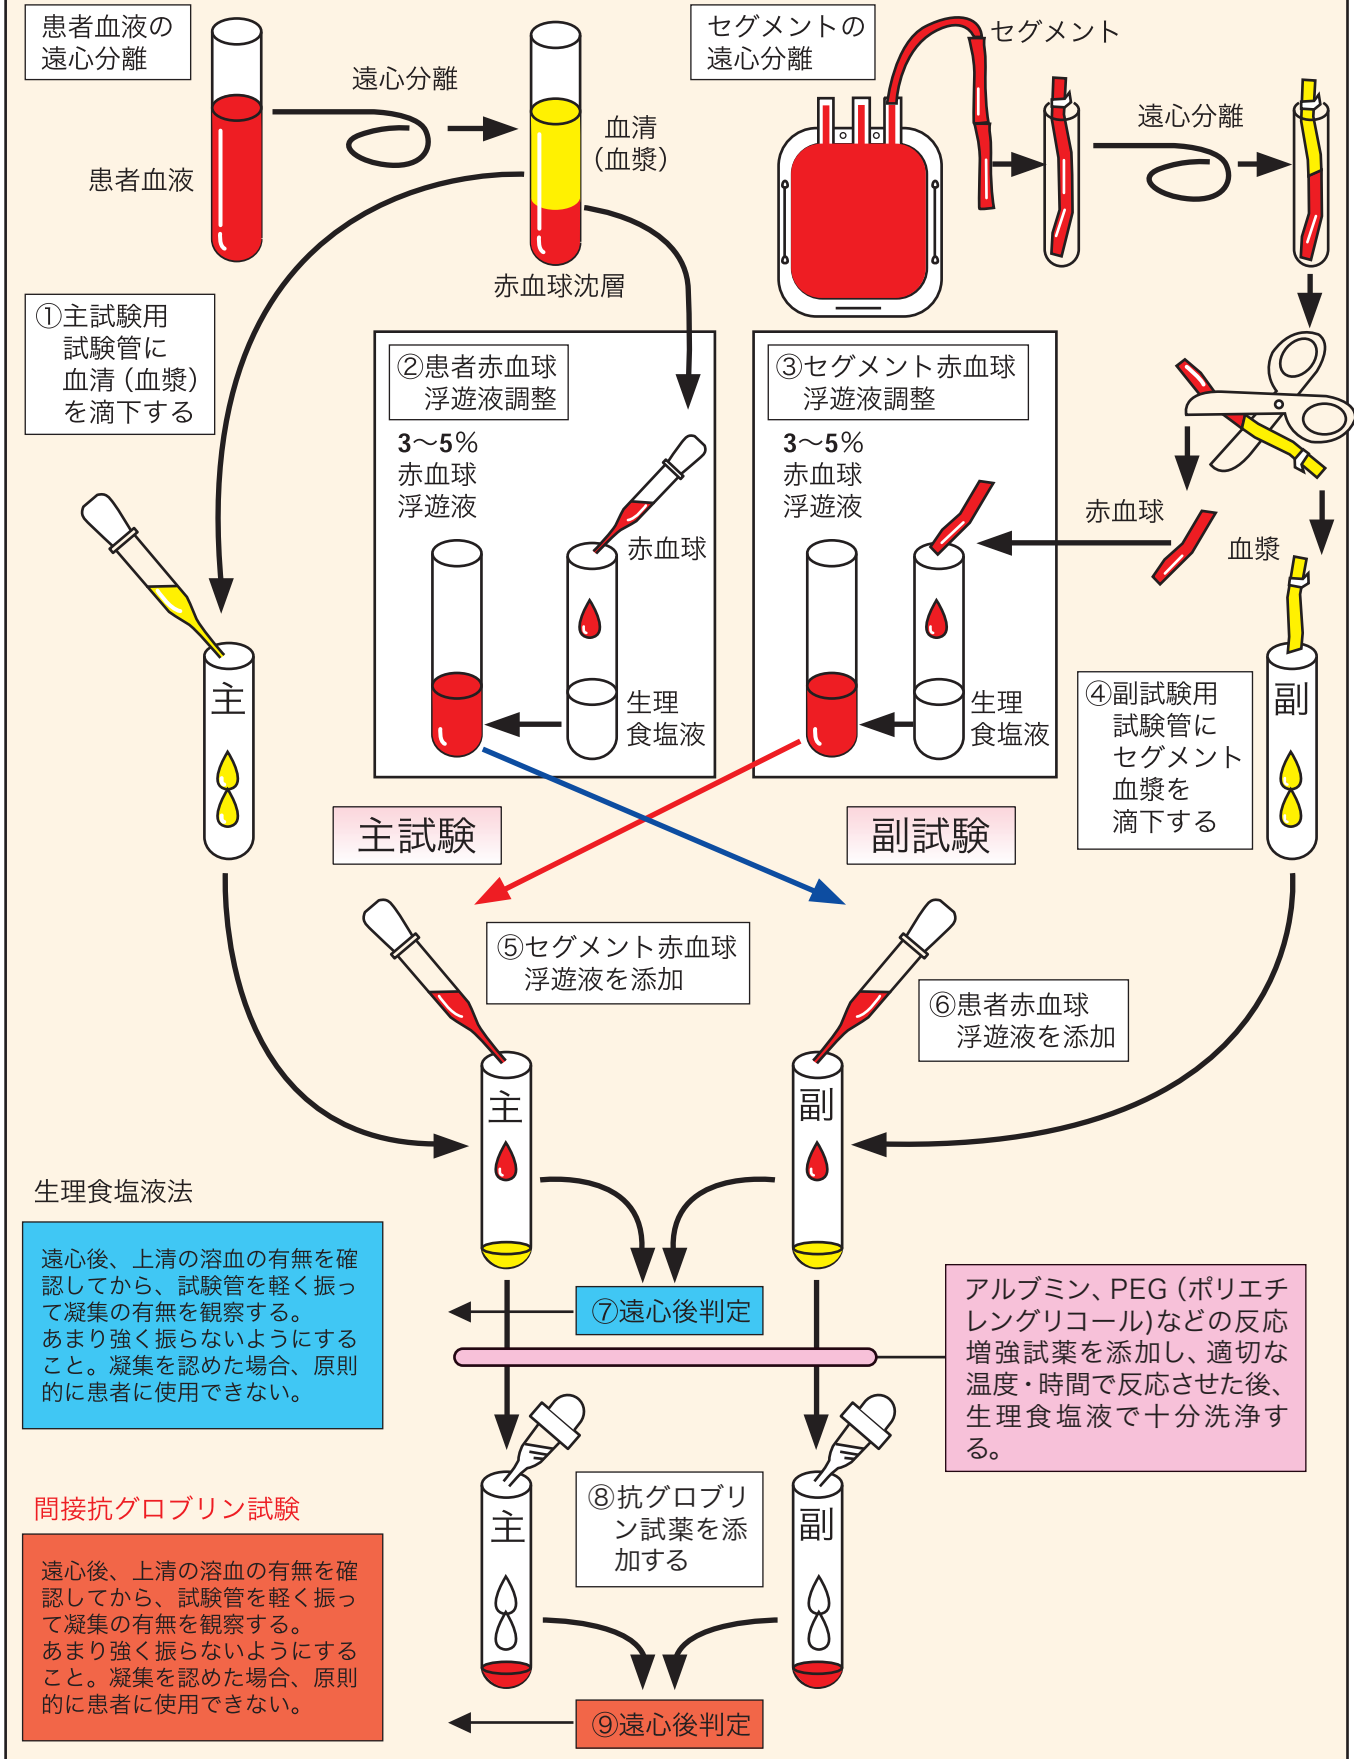 患者血液の
遠心分離
遠心分離
血清
（血漿）
患者血液
赤血球沈層
セグメントの
遠心分離
セグメント
遠心分離
①主試験用
試験管に
血清（血漿）
を滴下する
②患者赤血球
浮遊液調整
3〜5%
赤血球
浮遊液
赤血球
生理
食塩液
③セグメント赤血球
浮遊液調整
3〜5%
赤血球
浮遊液
生理
食塩液
赤血球
血漿
主
④副試験用
試験管に
セグメント
血漿を
滴下する
副
主試験
副試験
⑤セグメント赤血球
浮遊液を添加
⑥患者赤血球
浮遊液を添加
主
副
生理食塩液法
遠心後、上清の溶血の有無を確
認してから、試験管を軽く振っ
て凝集の有無を観察する。
あまり強く振らないようにする
こと。凝集を認めた場合、原則
的に患者に使用できない。
⑦遠心後判定
アルブミン、PEG（ポリエチ
レングリコール)などの反応
増強試薬を添加し、適切な
温度・時間で反応させた後、
生理食塩液で十分洗浄す
る。
主
⑧抗グロブリ
ン試薬を添
加する
副
間接抗グロブリン試験
遠心後、上清の溶血の有無を確
認してから、試験管を軽く振っ
て凝集の有無を観察する。
あまり強く振らないようにする
こと。凝集を認めた場合、原則
的に患者に使用できない。
⑨遠心後判定